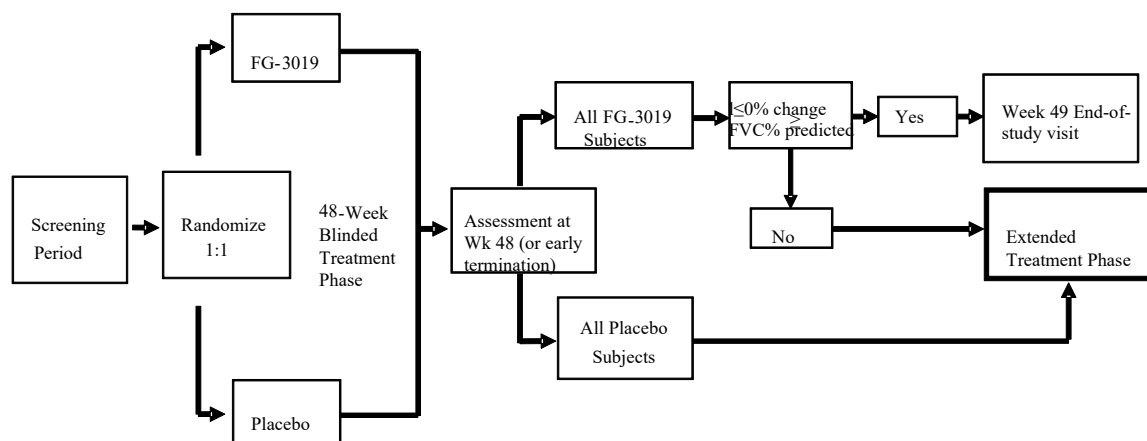 FG-3019
Screening
Period
Randomize
1:1
48-Week
Blinded
Treatment
Phase
Placebo
Assessment at
Wk 48 (or early
termination)
All FG-3019
Subjects
≤0% change
≥
FVC% predicted
Yes
Week 49 End-of-
study visit
No
Extended
Treatment Phase
All Placebo
Subjects